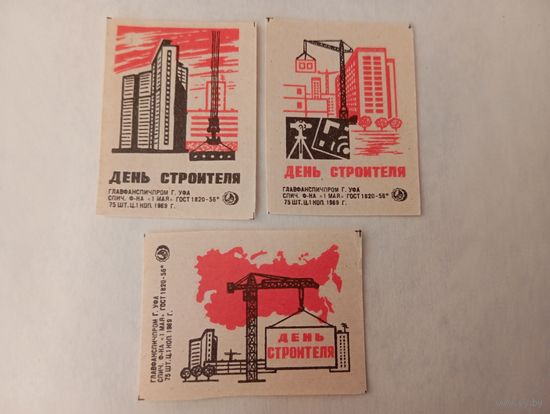 ДЕНЬ СТРОИТЕЛЯ
ГЛАВФАНСПИЧПРОМ Г. УФА
СПИЧ. Ф-КА «1 МАЯ» ГОСТ 1820-56*
75 ШТ. Ц.1 КОП. 1969 Г.
ДЕНЬ СТРОИТЕЛЯ
ГЛАВФАНСПИЧПРОМ Г. УФА
СПИЧ. Ф-КА «1 МАЯ» ГОСТ 1820-56*
75 ШТ. Ц.1 КОП. 1969 Г.
ГЛАВФАНСПИЧПРОМ Г. УФА
СПИЧ. Ф-КА «1 МАЯ» ГОСТ 1820-56*
75 ШТ. Ц.1 КОП. 1969 Г.
ДЕНЬ
СТРОИТЕЛЯ